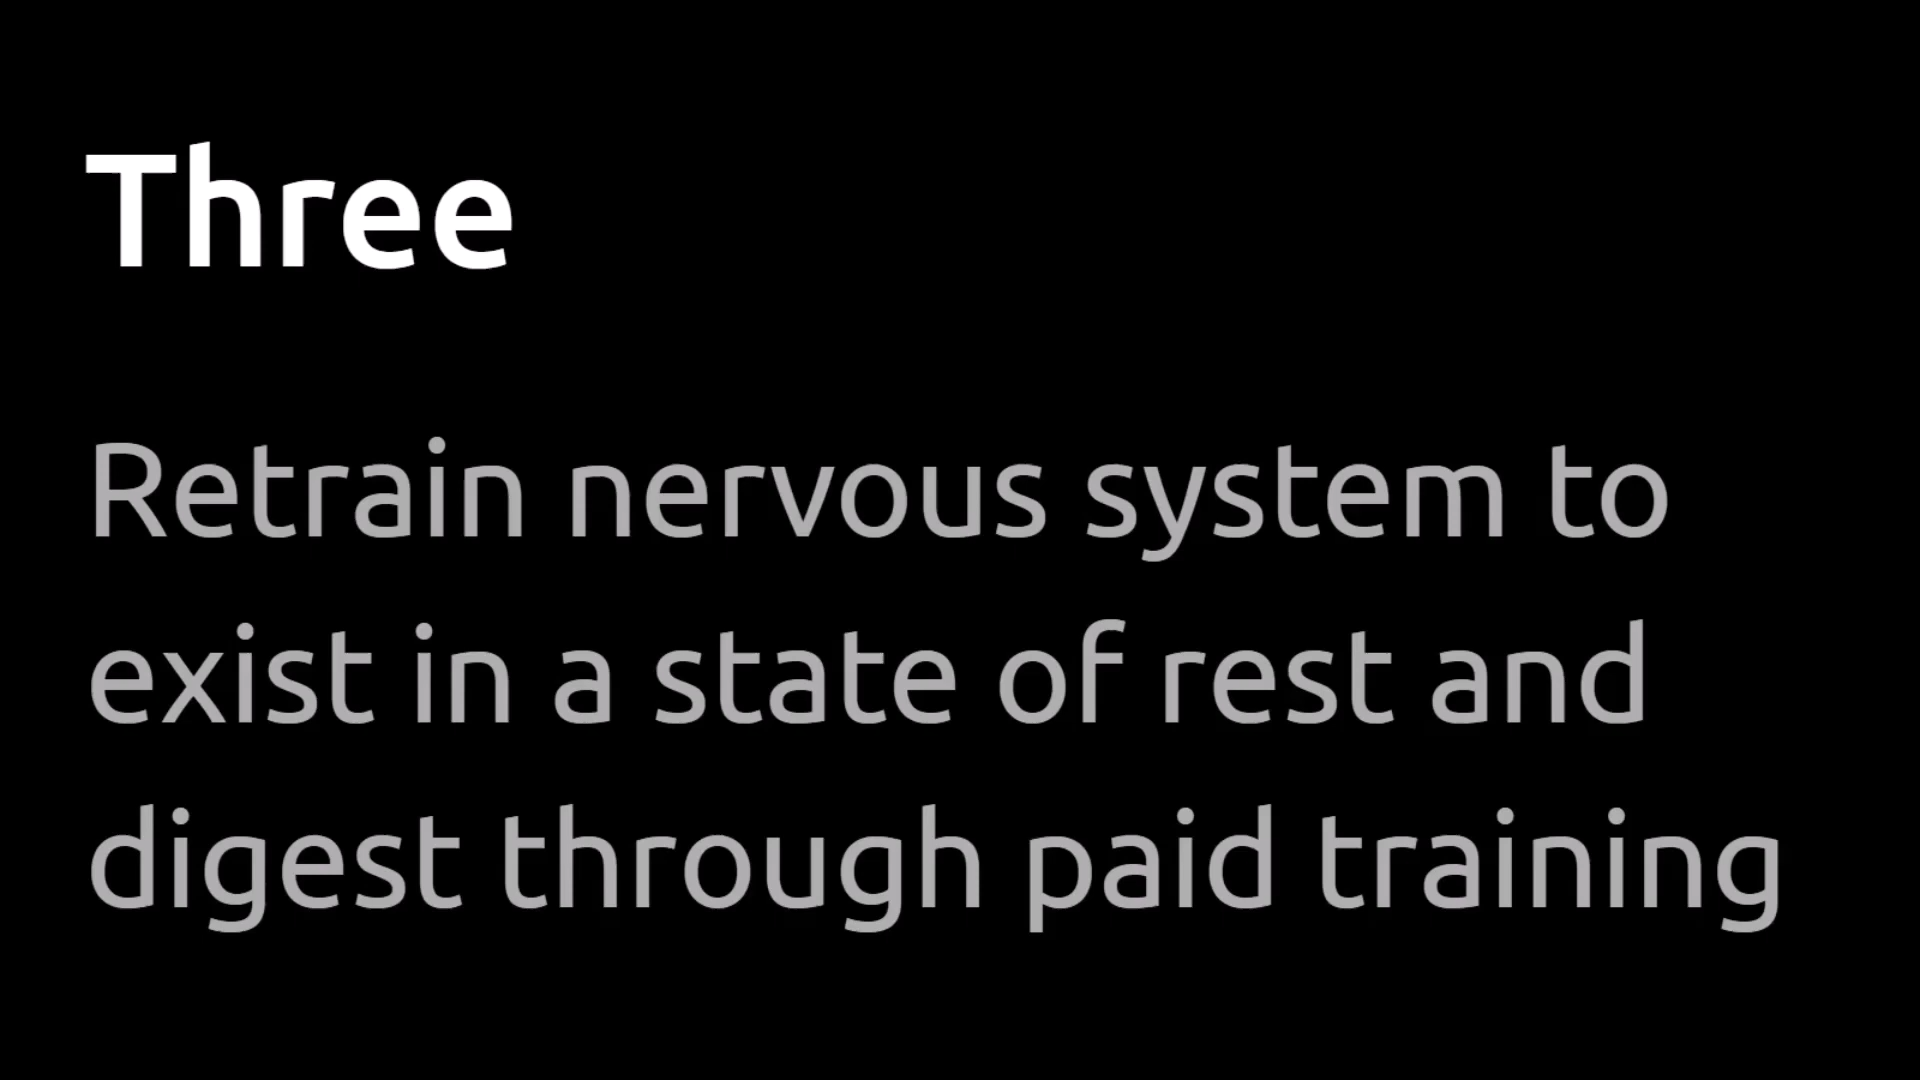 Three
Retrain nervous system to
exist in a state of rest and
digest through paid training